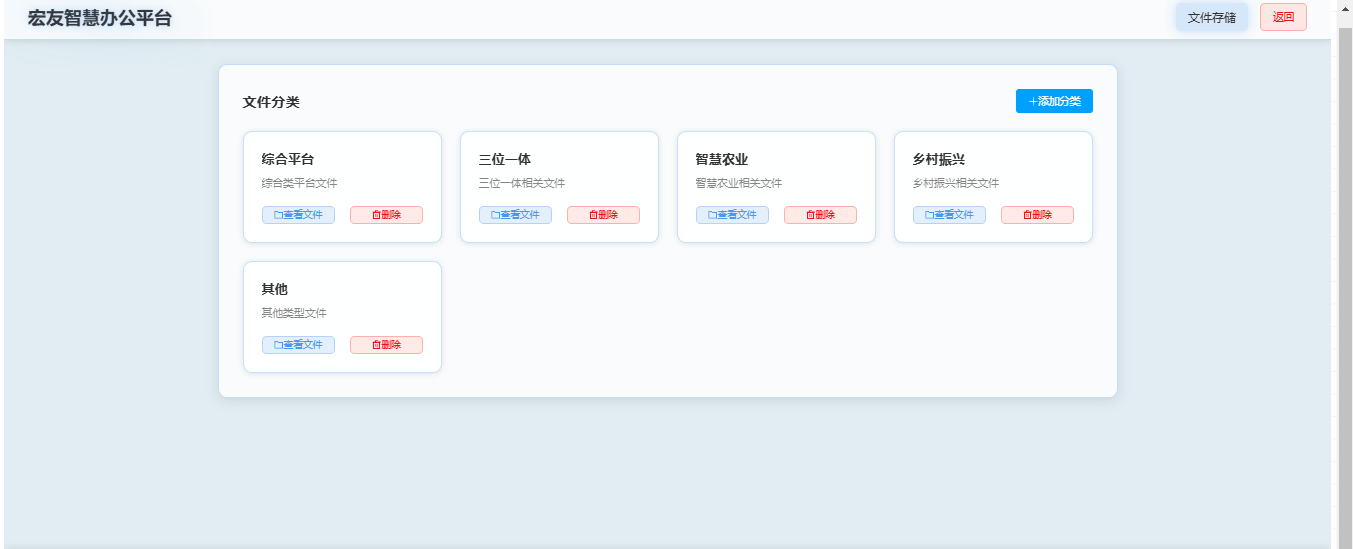 宏友智慧办公平台
文件存储
返回
文件分类
+添加分类
综合平台
综合类平台文件
查看文件
删除
三位一体
三位一体相关文件
查看文件
删除
智慧农业
智慧农业相关文件
查看文件
删除
乡村振兴
乡村振兴相关文件
查看文件
删除
其他
其他类型文件
查看文件
删除